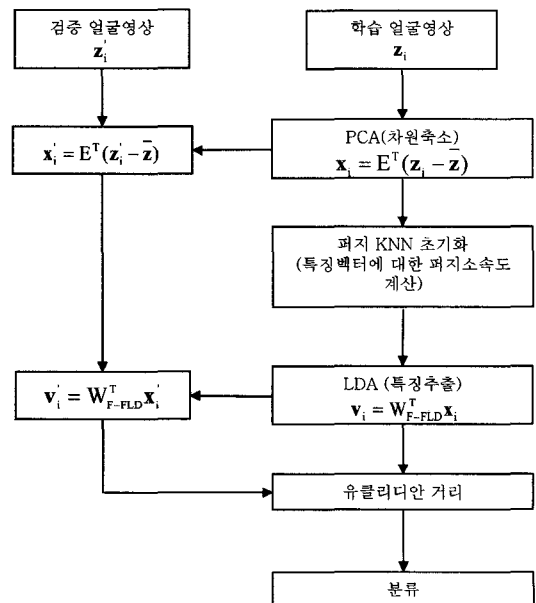 검증 얼굴영상
z'ᵢ
학습 얼굴영상
zᵢ
x'ᵢ = Eᵀ(z'ᵢ − z̄)
PCA(차원축소)
xᵢ = Eᵀ(zᵢ − z̄)
퍼지 KNN 초기화
(특징벡터에 대한 퍼지소속도
계산)
v'ᵢ = Wᵀ_F-FLD x'ᵢ
LDA (특징추출)
vᵢ = Wᵀ_F-FLD xᵢ
유클리디안 거리
분류